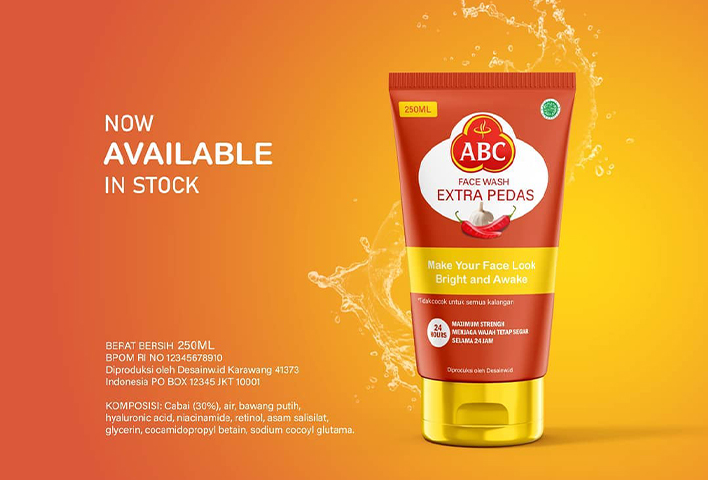 NOW
AVAILABLE
IN STOCK
250ML
ABC
FACE WASH
EXTRA PEDAS
Make Your Face Look
Bright and Awake
*Tidak cocok untuk semua kalangan
24
HOURS
MAXIMUM STRENGH
MENJAGA WAJAH TETAP SEGAR
SELAMA 24 JAM
Diproduksi oleh Desainw.id
BERAT BERSIH 250ML
BPOM RI NO 12345678910
Diproduksi oleh Desainw.id Karawang 41373
Indonesia PO BOX 12345 JKT 10001
KOMPOSISI: Cabai (30%), air, bawang putih,
hyaluronic acid, niacinamide, retinol, asam salisilat,
glycerin, cocamidopropyl betain, sodium cocoyl glutama.